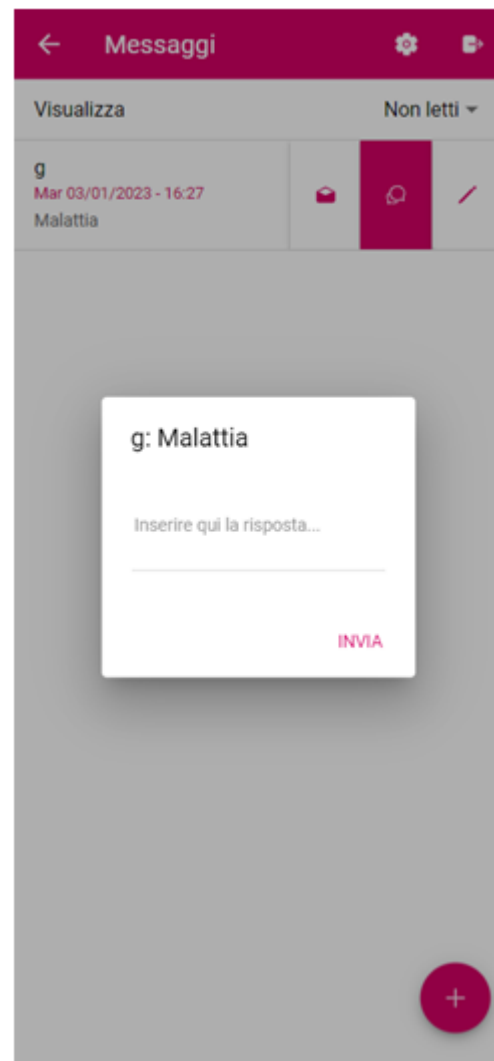 Messaggi
Visualizza Non letti
g
Mar 03/01/2023 - 16:27
Malattia
g: Malattia
Inserire qui la risposta...
INVIA